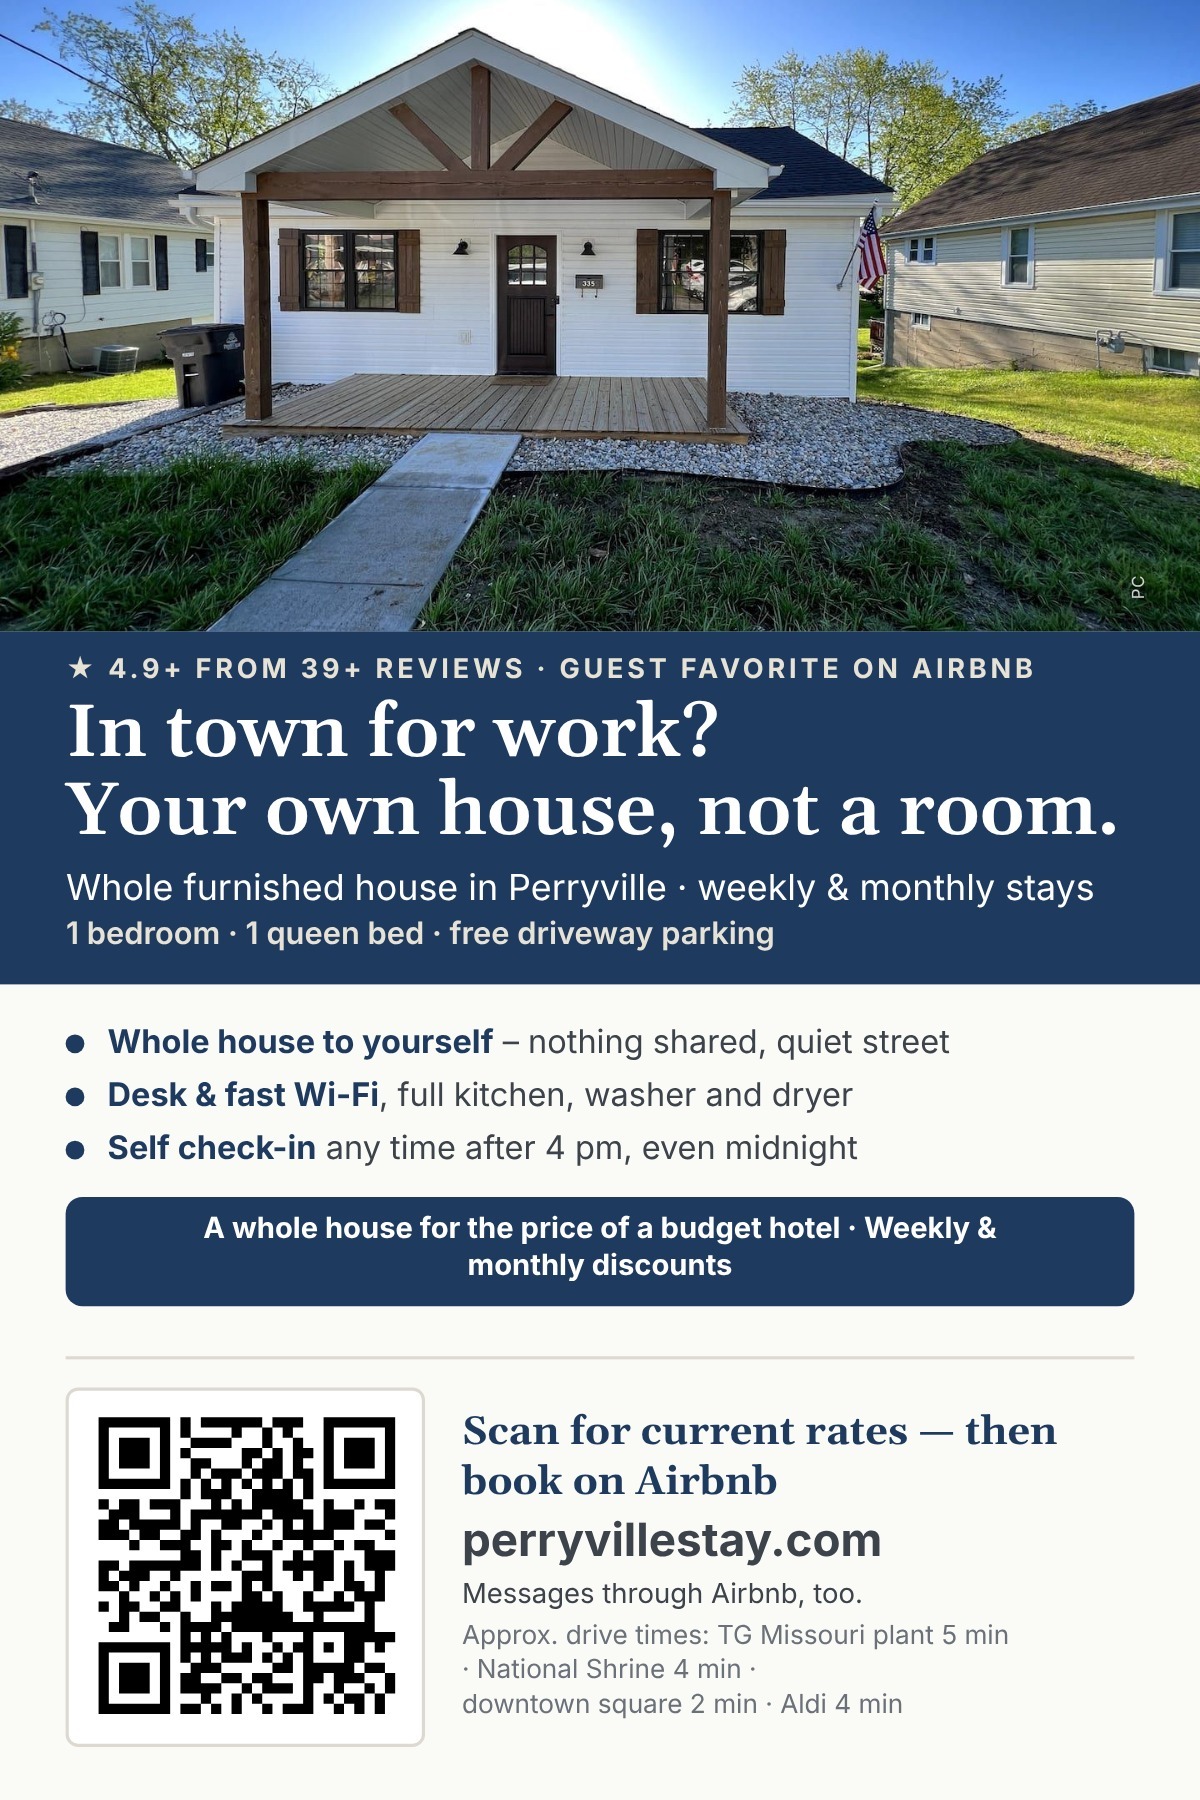 335
PC
★ 4.9+ FROM 39+ REVIEWS · GUEST FAVORITE ON AIRBNB
In town for work?
Your own house, not a room.
Whole furnished house in Perryville · weekly & monthly stays
1 bedroom · 1 queen bed · free driveway parking
● Whole house to yourself – nothing shared, quiet street
● Desk & fast Wi-Fi, full kitchen, washer and dryer
● Self check-in any time after 4 pm, even midnight
A whole house for the price of a budget hotel · Weekly &
monthly discounts
Scan for current rates — then
book on Airbnb
perryvillestay.com
Messages through Airbnb, too.
Approx. drive times: TG Missouri plant 5 min
· National Shrine 4 min ·
downtown square 2 min · Aldi 4 min